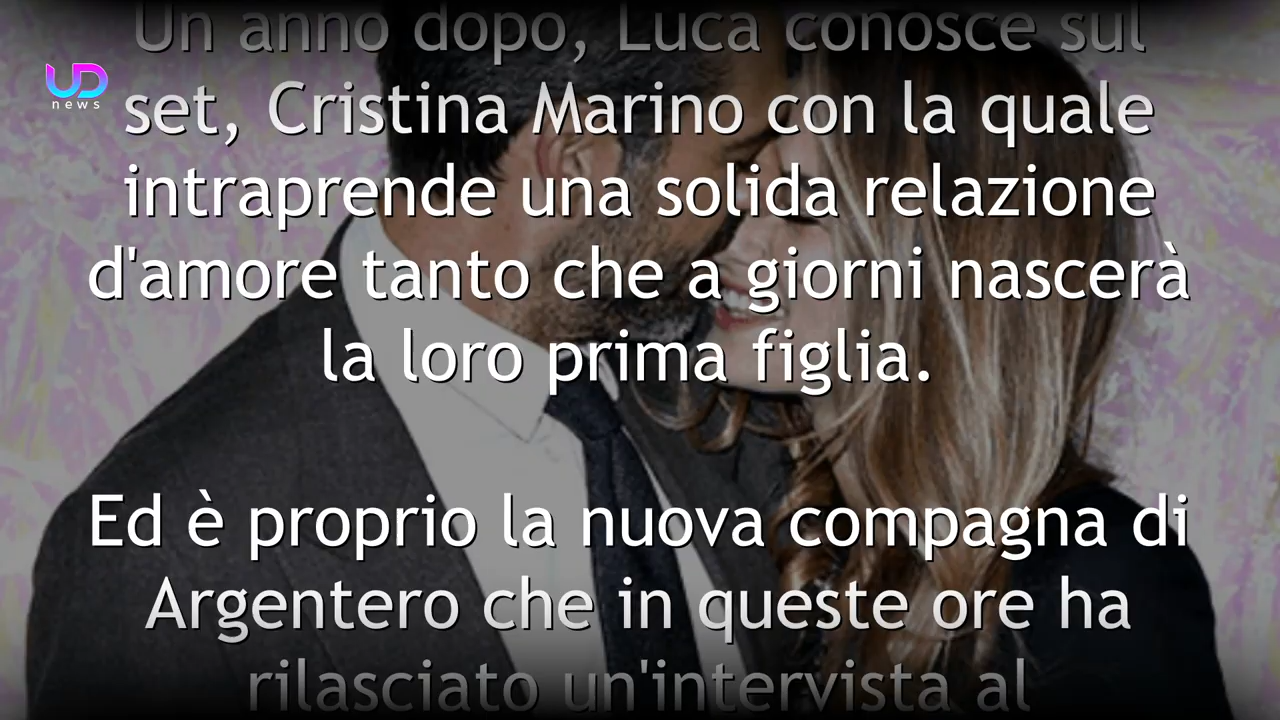 Un anno dopo, Luca conosce sul
UD
news
set, Cristina Marino con la quale
intraprende una solida relazione
d'amore tanto che a giorni nascerà
la loro prima figlia.
Ed è proprio la nuova compagna di
Argentero che in queste ore ha
rilasciato un'intervista al